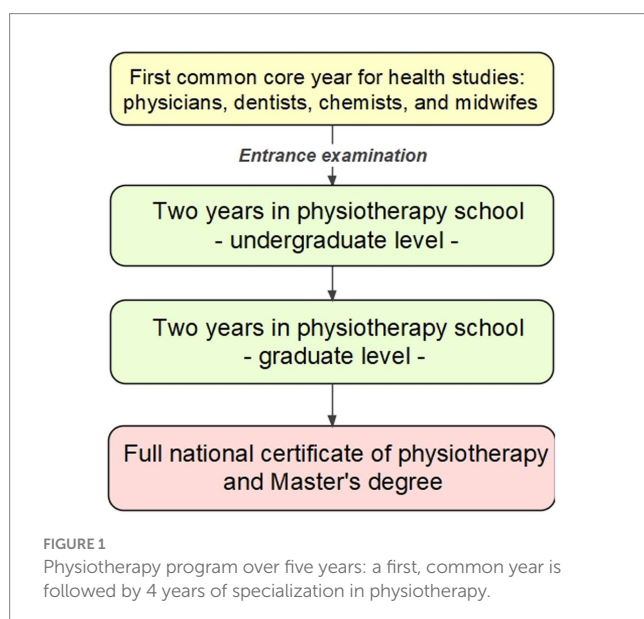 First common core year for health studies:
physicians, dentists, chemists, and midwifes
Entrance examination
Two years in physiotherapy school
- undergraduate level -
Two years in physiotherapy school
- graduate level -
Full national certificate of physiotherapy
and Master's degree
FIGURE 1
Physiotherapy program over five years: a first, common year is
followed by 4 years of specialization in physiotherapy.